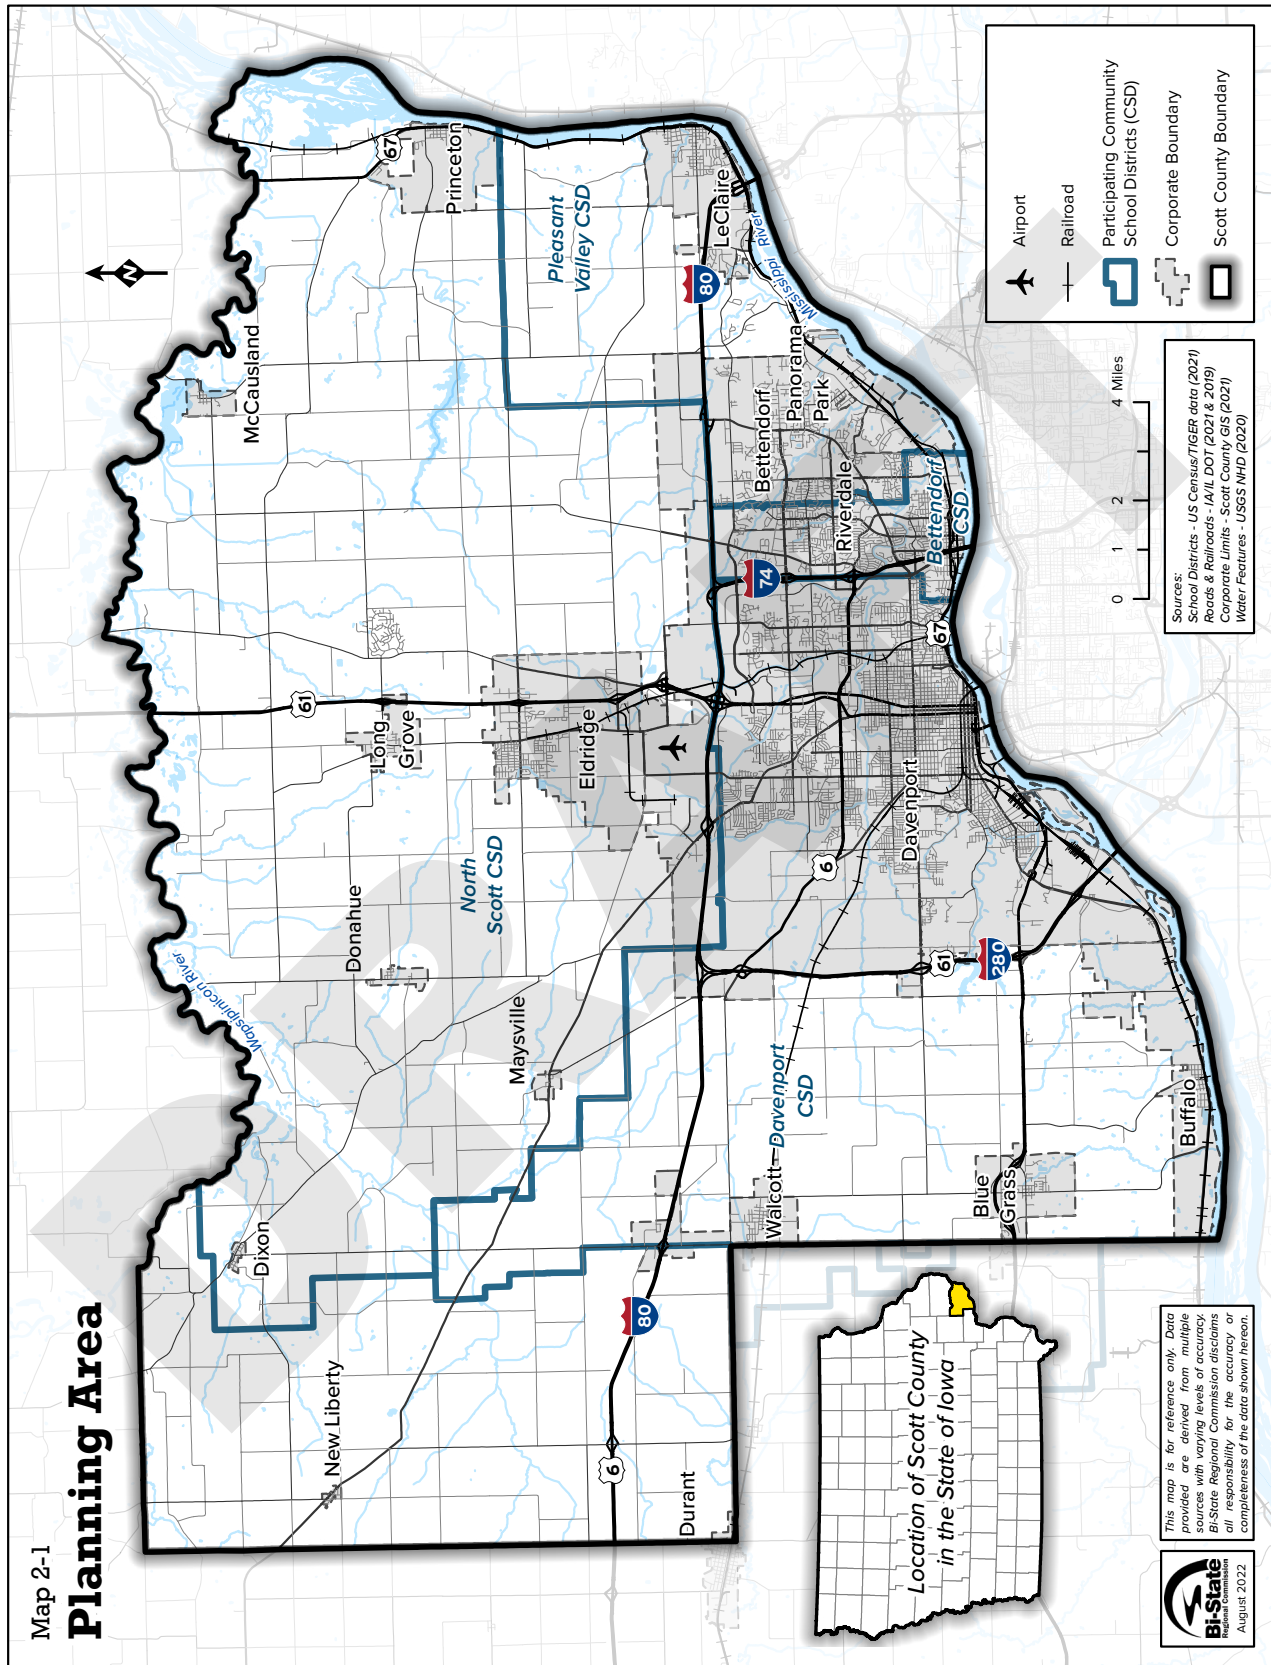 Map 2-1
Planning Area
DRAFT
N
Wapsipinicon River
McCausland
67
Princeton
Dixon
61
Long
Grove
Donahue
New Liberty
North
Scott CSD
Maysville
Eldridge
Pleasant
Valley CSD
6
80
80
LeClaire
Mississippi River
Durant
Walcott
Davenport
CSD
6
74
Bettendorf
Panorama
Park
Riverdale
Davenport
67
Bettendorf
CSD
61
280
Blue
Grass
Buffalo
Location of Scott County
in the State of Iowa
Airport
Railroad
Participating Community
School Districts (CSD)
Corporate Boundary
Scott County Boundary
0 1 2 4 Miles
Sources:
School Districts - US Census/TIGER data (2021)
Roads & Railroads - IA/IL DOT (2021 & 2019)
Corporate Limits - Scott County GIS (2021)
Water Features - USGS NHD (2020)
This map is for reference only. Data
provided are derived from multiple
sources with varying levels of accuracy.
Bi-State Regional Commission disclaims
all responsibility for the accuracy or
completeness of the data shown hereon.
Bi-State
Regional Commission
August 2022